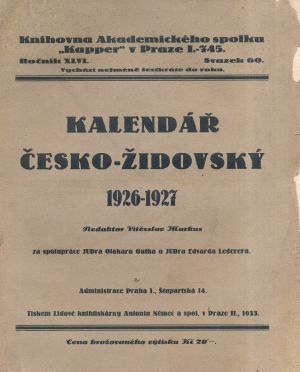 Knihovna Akademického spolku
„Kapper“ v Praze I.-745.
Ročník XLVI. Svazek 60.
Vychází nejméně šestkráte do roka.
KALENDÁŘ
ČESKO-ŽIDOVSKÝ
1926-1927
Redaktor Vítězslav Markus
za spolupráce JUDra Otakara Gutha a JUDra Edvarda Lederera.
Administrace Praha I., Štupartská 14.
Tiskem Lidové knihtiskárny Antonín Němec a spol. v Praze II., 1033.
Cena brožovaného výtisku Kč 20·—.